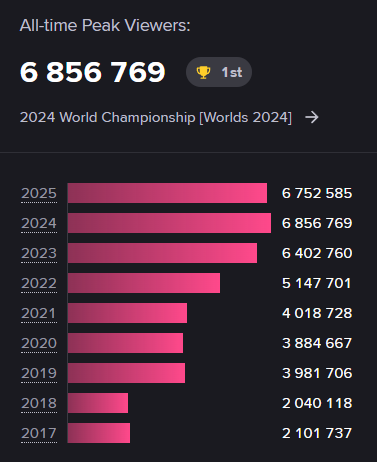 All-time Peak Viewers:
6 856 769 1st
2024 World Championship [Worlds 2024] →
2025 6 752 585
2024 6 856 769
2023 6 402 760
2022 5 147 701
2021 4 018 728
2020 3 884 667
2019 3 981 706
2018 2 040 118
2017 2 101 737